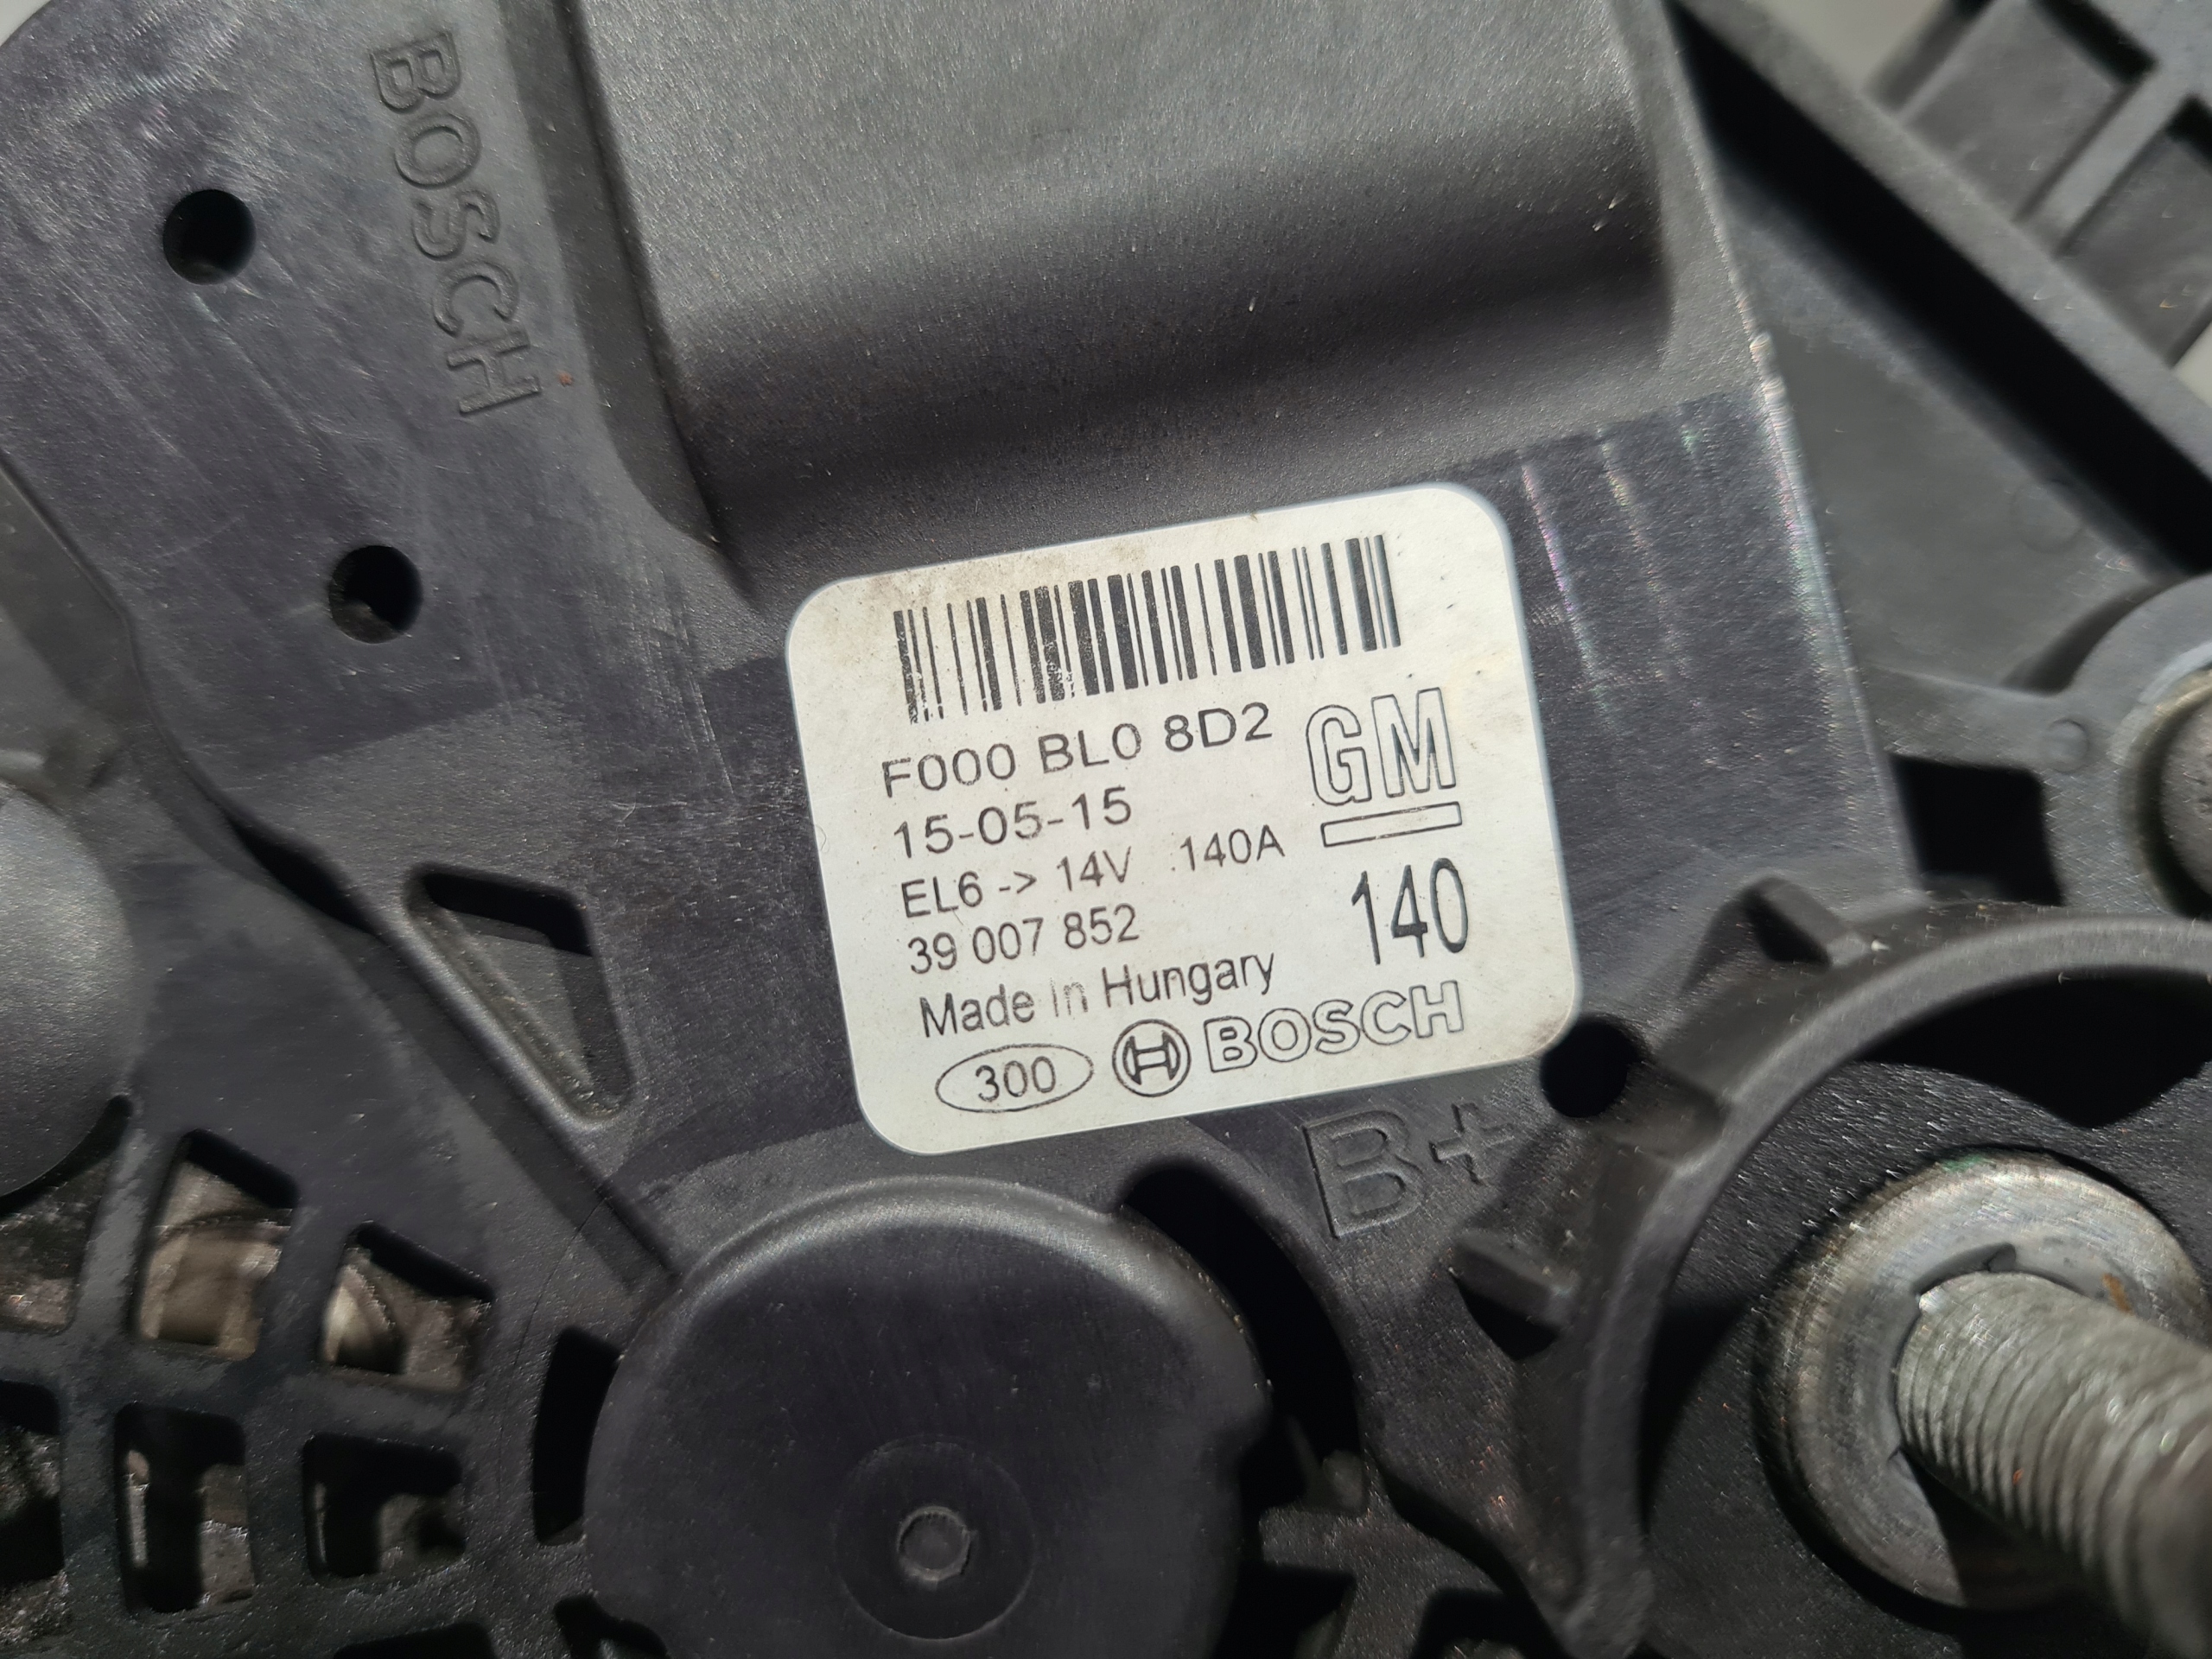 BOSCH
F000 BL0 8D2
GM
15-05-15
EL6 -> 14V 140A
140
39 007 852
Made in Hungary
300
BOSCH
B+